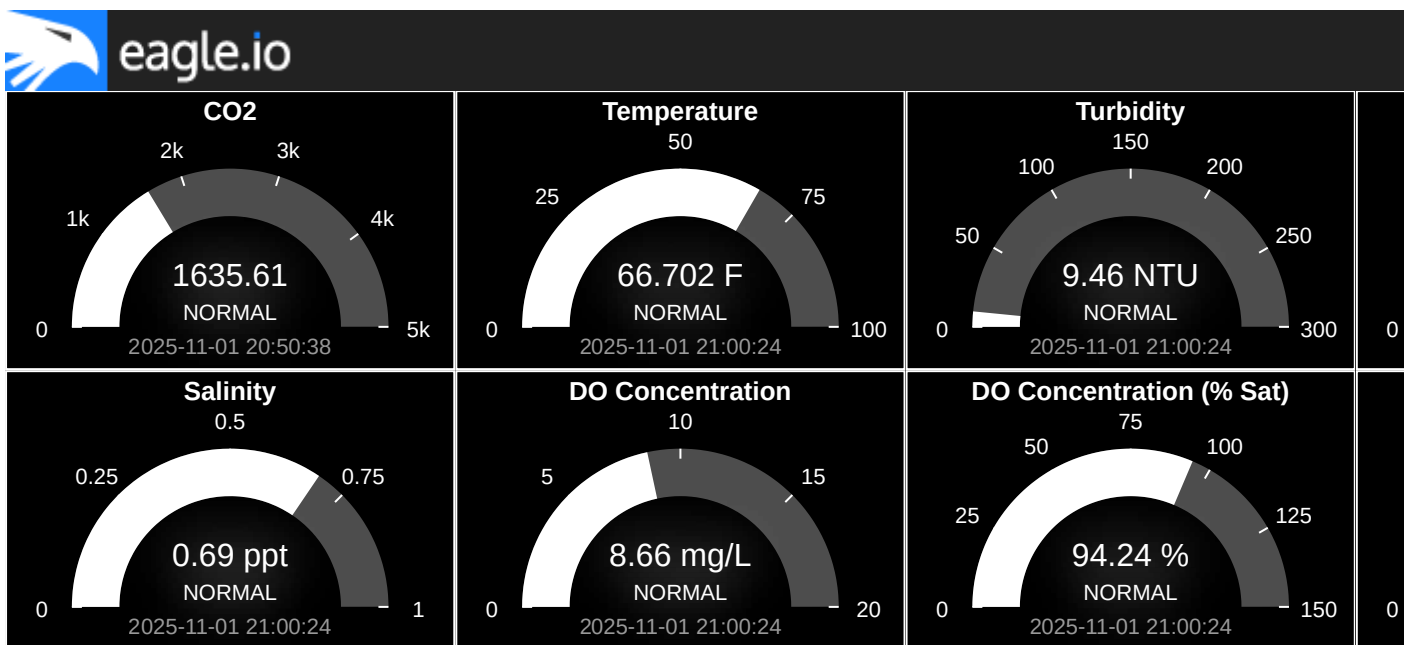 eagle.io
CO2
2k 3k
1k 4k
1635.61
NORMAL
0 5k
2025-11-01 20:50:38
Temperature
50
25 75
66.702 F
NORMAL
0 100
2025-11-01 21:00:24
Turbidity
150
100 200
50 250
9.46 NTU
NORMAL
0 300
2025-11-01 21:00:24
0
Salinity
0.5
0.25 0.75
0.69 ppt
NORMAL
0 1
2025-11-01 21:00:24
DO Concentration
10
5 15
8.66 mg/L
NORMAL
0 20
2025-11-01 21:00:24
DO Concentration (% Sat)
75
50 100
25 125
94.24 %
NORMAL
0 150
2025-11-01 21:00:24
0